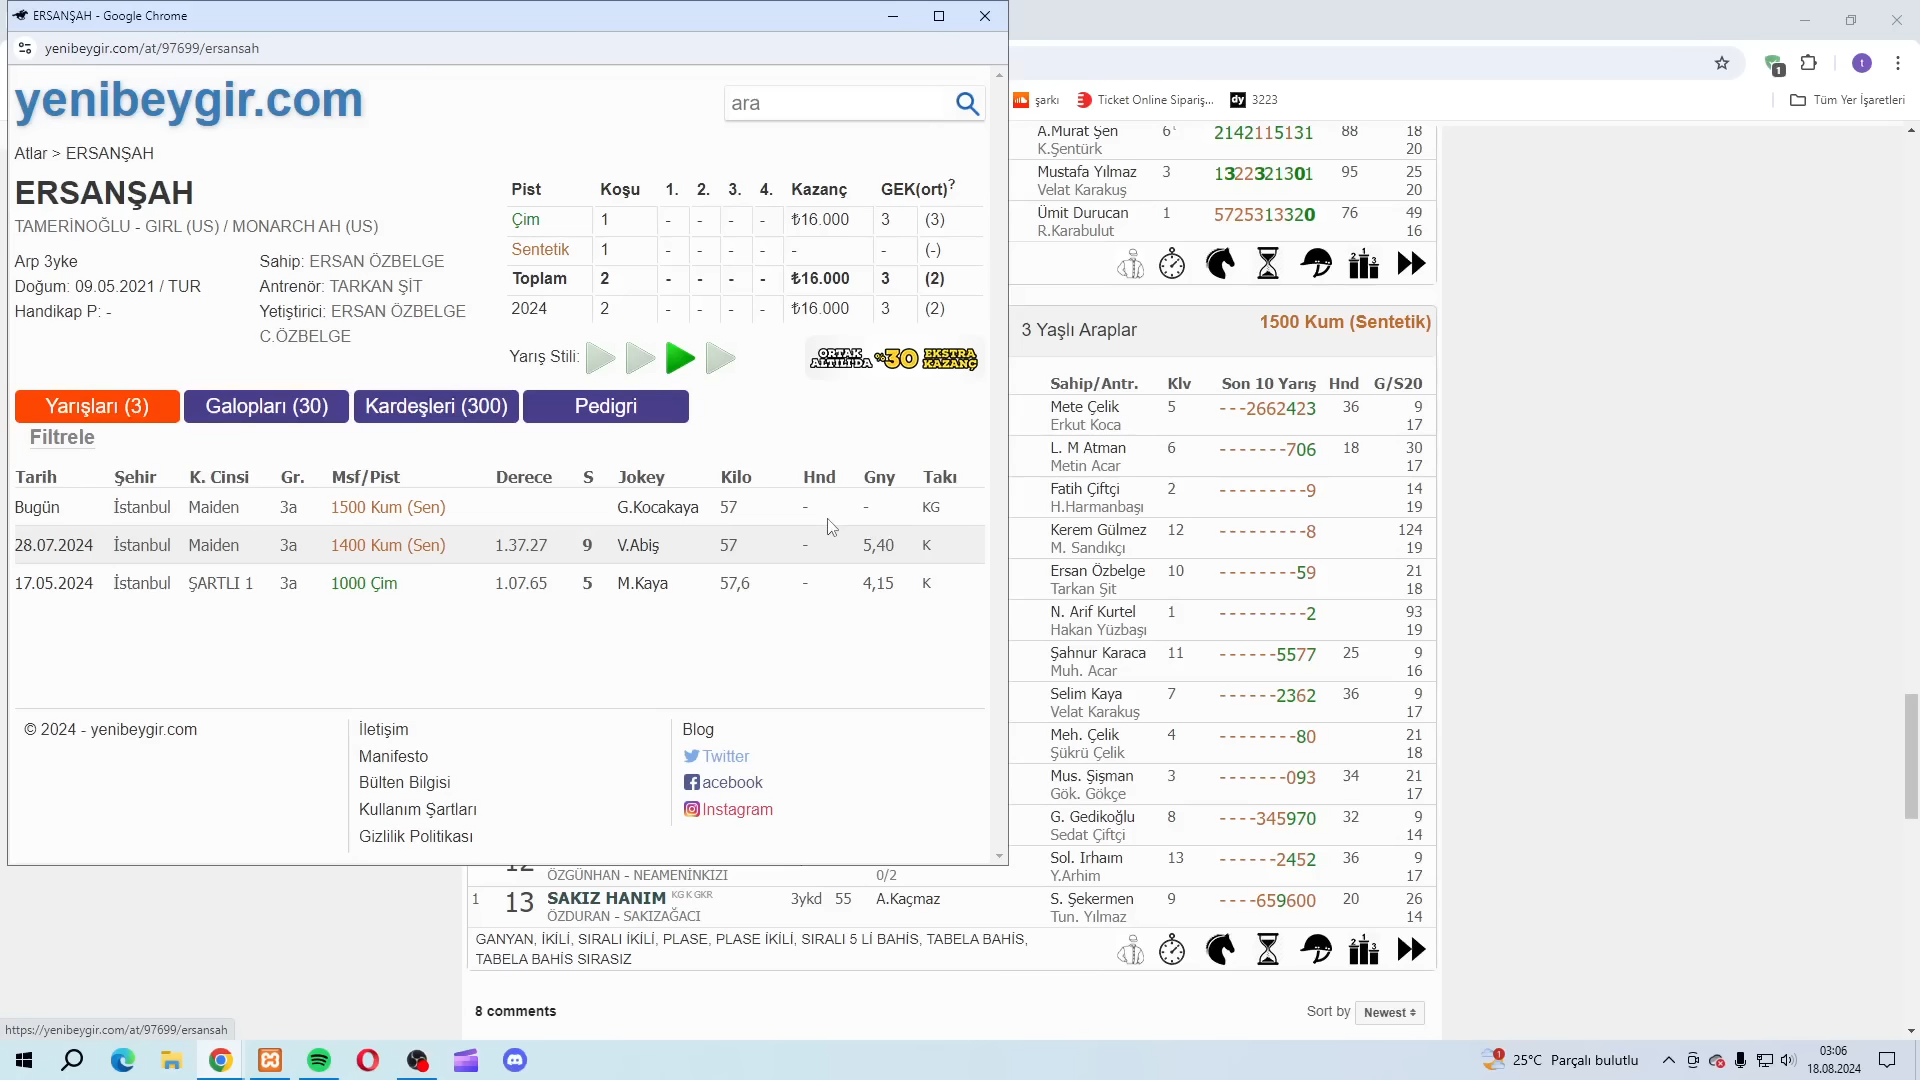 ERSANŞAH - Google Chrome
yenibeygir.com/at/97699/ersansah
yenibeygir.com
ara
Atlar > ERSANŞAH
ERSANŞAH
TAMERİNOĞLU - GIRL (US) / MONARCH AH (US)
Arp 3yke
Doğum: 09.05.2021 / TUR
Handikap P: -
Sahip: ERSAN ÖZBELGE
Antrenör: TARKAN ŞİT
Yetiştirici: ERSAN ÖZBELGE
C.ÖZBELGE
Pist Koşu 1. 2. 3. 4. Kazanç GEK(ort)?
Çim 1 - - - - ₺16.000 3 (3)
Sentetik 1 - - - - - - (-)
Toplam 2 - - - - ₺16.000 3 (2)
2024 2 - - - - ₺16.000 3 (2)
Yarış Stili:
ORTAK ALTILI'DA %30 EKSTRA KAZANÇ
Yarışları (3) Galopları (30) Kardeşleri (300) Pedigri
Filtrele
Tarih Şehir K. Cinsi Gr. Msf/Pist Derece S Jokey Kilo Hnd Gny Takı
Bugün İstanbul Maiden 3a 1500 Kum (Sen) G.Kocakaya 57 - - KG
28.07.2024 İstanbul Maiden 3a 1400 Kum (Sen) 1.37.27 9 V.Abiş 57 - 5,40 K
17.05.2024 İstanbul ŞARTLI 1 3a 1000 Çim 1.07.65 5 M.Kaya 57,6 - 4,15 K
© 2024 - yenibeygir.com
İletişim
Manifesto
Bülten Bilgisi
Kullanım Şartları
Gizlilik Politikası
Blog
Twitter
acebook
Instagram
1
t
şarkı
Ticket Online Sipariş...
dy 3223
Tüm Yer İşaretleri
A.Murat Şen 6 2142115131 88 18
K.Şentürk 20
Mustafa Yılmaz 3 1322321301 95 25
Velat Karakuş 20
Ümit Durucan 1 5725313320 76 49
R.Karabulut 16
3 Yaşlı Araplar 1500 Kum (Sentetik)
Sahip/Antr. Klv Son 10 Yarış Hnd G/S20
Mete Çelik 5 ---2662423 36 9
Erkut Koca 17
L. M Atman 6 -------706 18 30
Metin Acar 17
Fatih Çiftçi 2 ---------9 14
H.Harmanbaşı 19
Kerem Gülmez 12 ---------8 124
M. Sandıkçı 19
Ersan Özbelge 10 --------59 21
Tarkan Şit 18
N. Arif Kurtel 1 ---------2 93
Hakan Yüzbaşı 19
Şahnur Karaca 11 ------5577 25 9
Muh. Acar 16
Selim Kaya 7 ------2362 36 9
Velat Karakuş 17
Meh. Çelik 4 --------80 21
Şükrü Çelik 18
Mus. Şişman 3 -------093 34 21
Gök. Gökçe 17
G. Gedikoğlu 8 ----345970 32 9
Sedat Çiftçi 14
Sol. Irhaım 13 ------2452 36 9
Y.Arhim 17
12
ÖZGÜNHAN - NEAMENİNKIZI 0/2
1 13 SAKIZ HANIM KG K GKR 3ykd 55 A.Kaçmaz S. Şekermen 9 ----659600 20 26
ÖZDURAN - SAKIZAĞACI Tun. Yılmaz 14
GANYAN, İKİLİ, SIRALI İKİLİ, PLASE, PLASE İKİLİ, SIRALI 5 Lİ BAHİS, TABELA BAHİS,
TABELA BAHİS SIRASIZ
8 comments
Sort by Newest
https://yenibeygir.com/at/97699/ersansah
1
25°C Parçalı bulutlu
03:06
18.08.2024